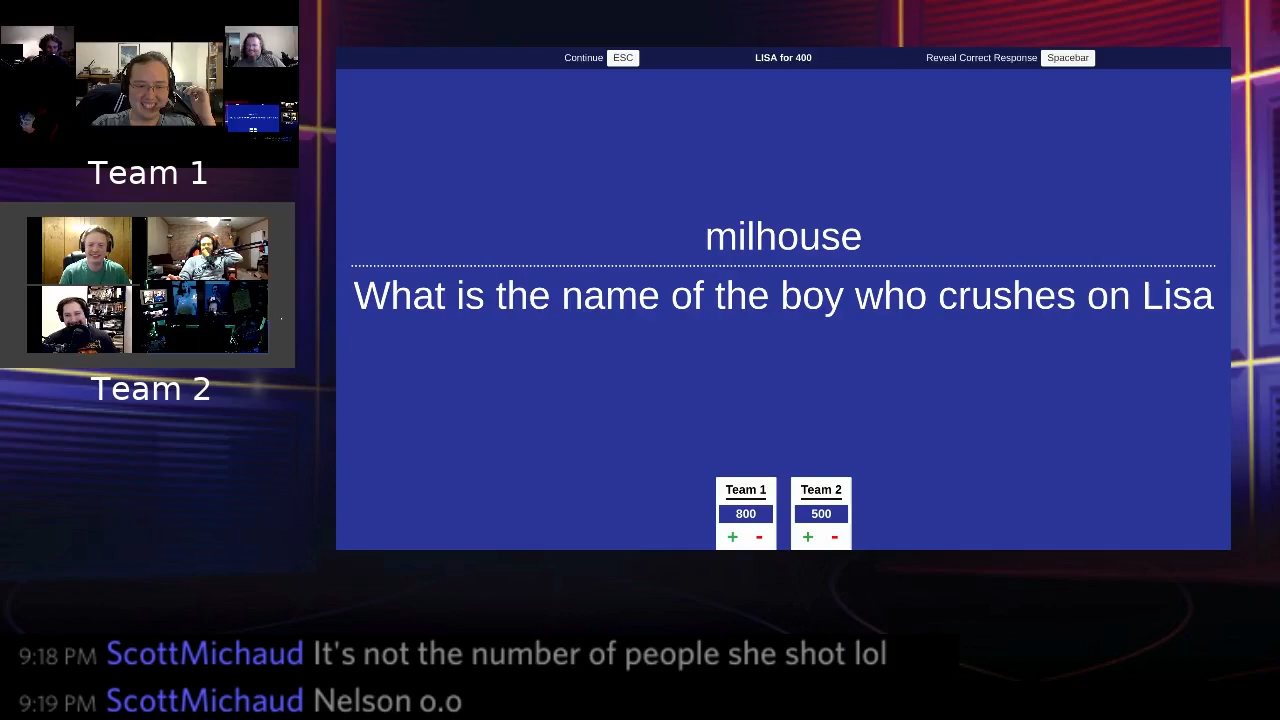 Continue ESC
LISA for 400
Reveal Correct Response Spacebar
Team 1
milhouse
What is the name of the boy who crushes on Lisa
Team 2
Team 1
800
+ -
Team 2
500
+ -
9:18 PM ScottMichaud It's not the number of people she shot lol
9:19 PM ScottMichaud Nelson o.o